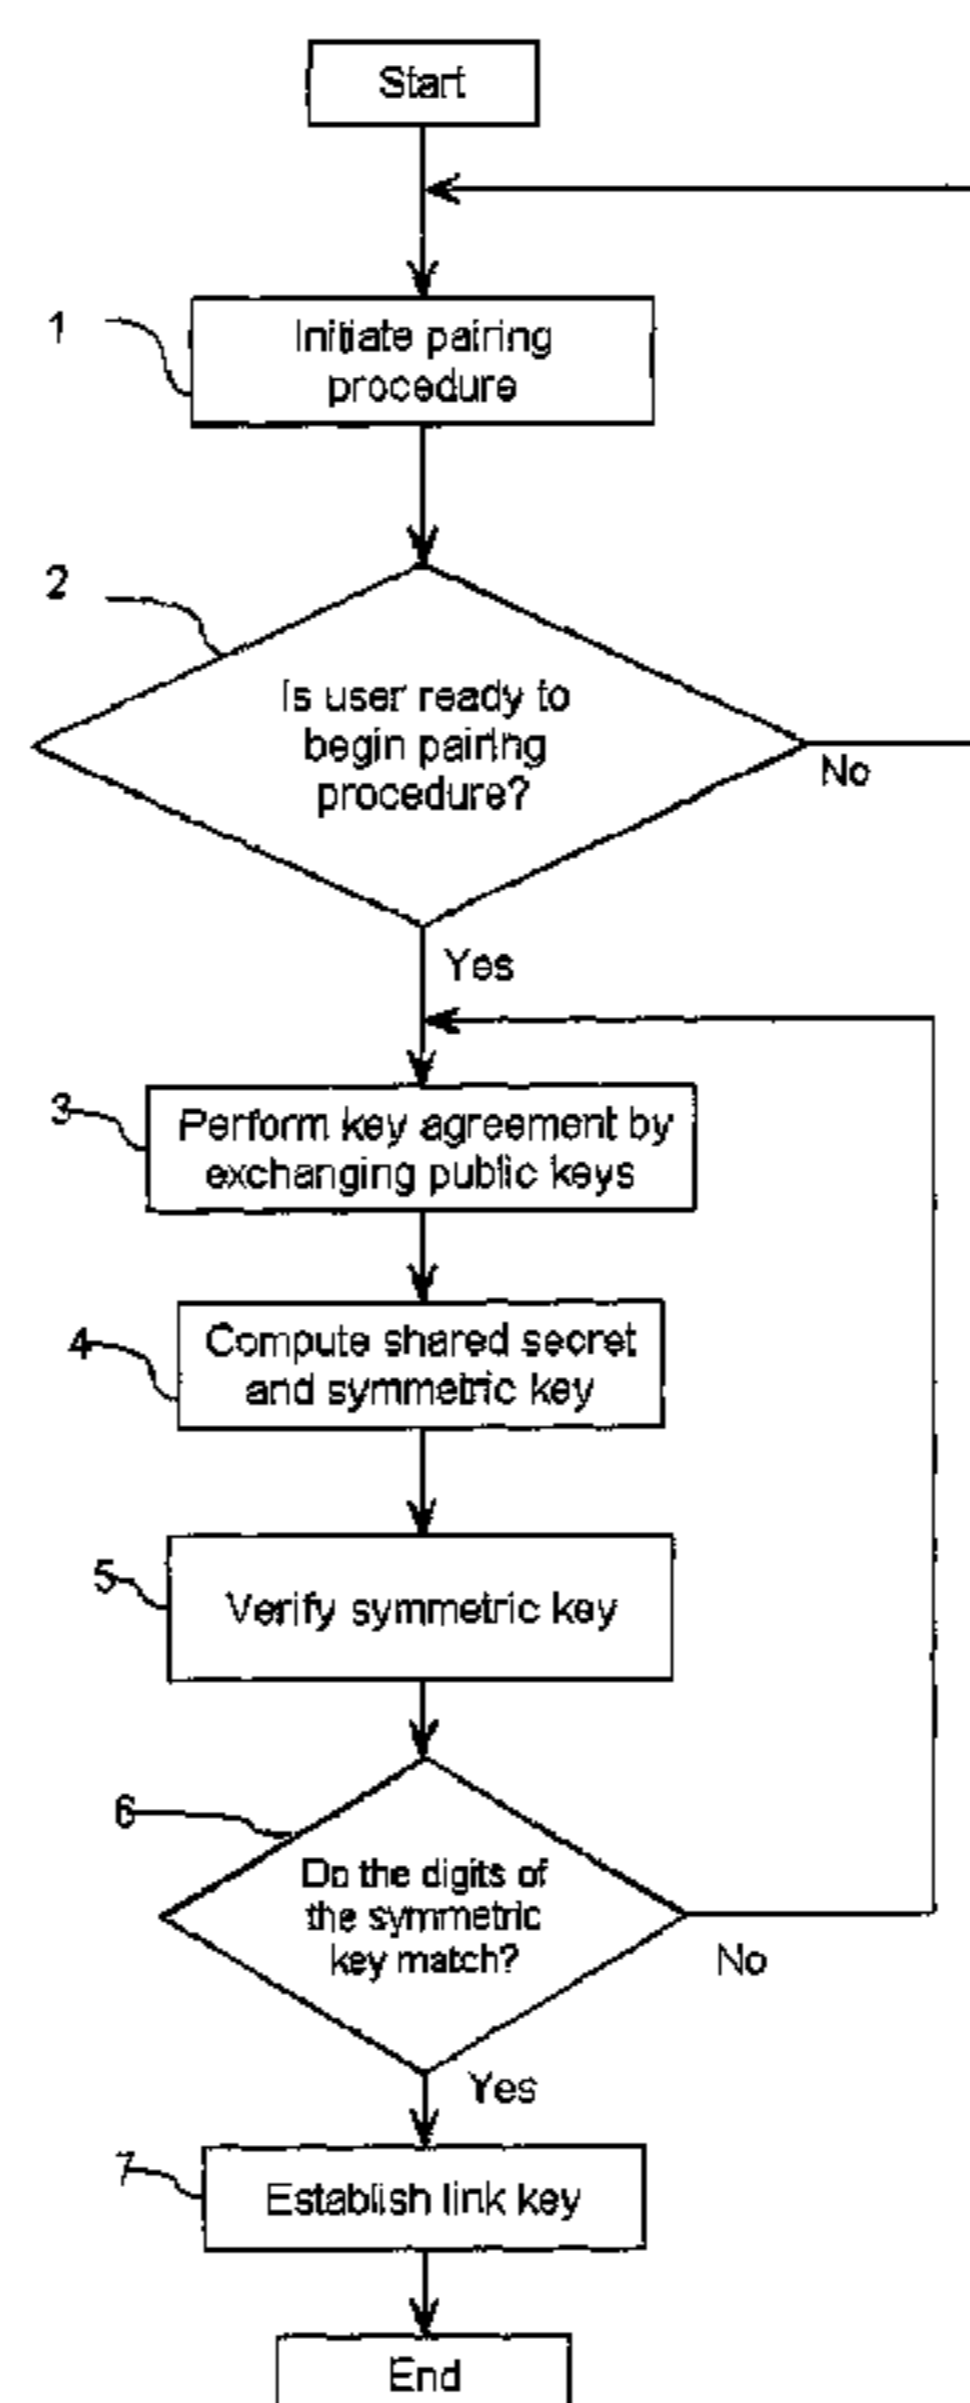 Start
1
Initiate pairing
procedure
2
Is user ready to
begin pairing
procedure?
No
Yes
3
Perform key agreement by
exchanging public keys
4
Compute shared secret
and symmetric key
5
Verify symmetric key
6
Do the digits of
the symmetric
key match?
No
Yes
7
Establish link key
End